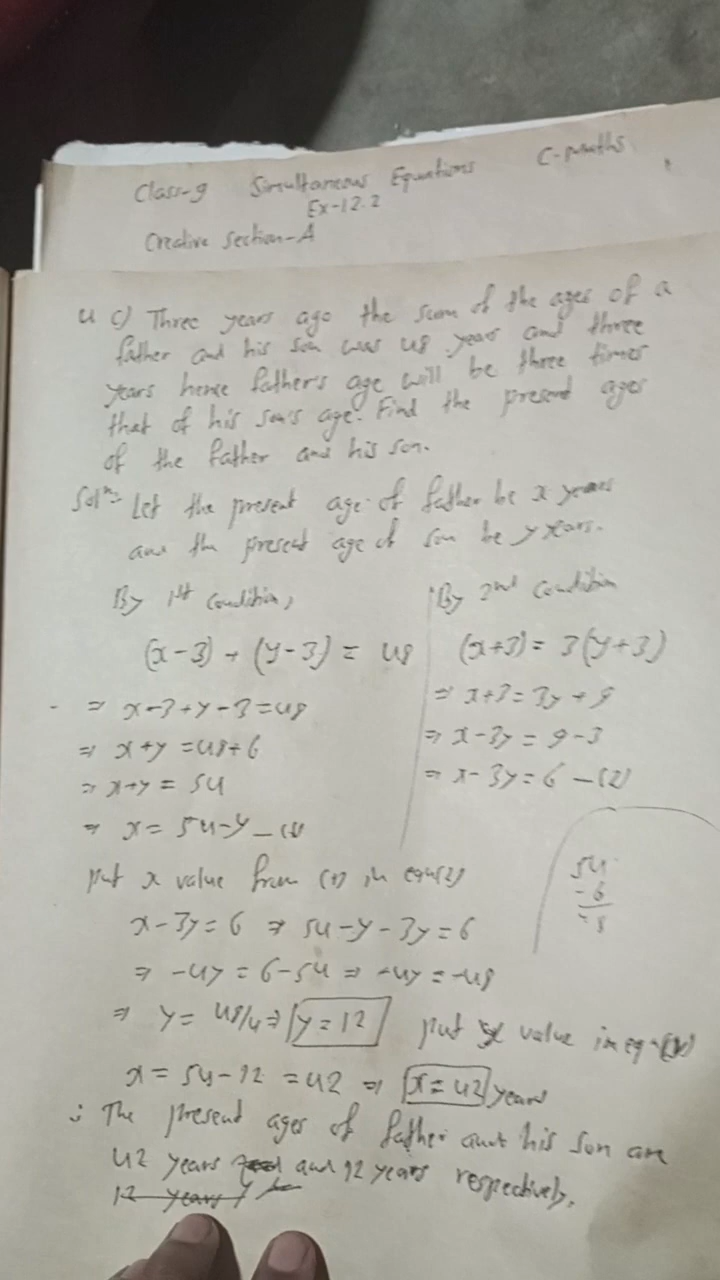 Class-9 Simultaneous Equations C-maths
Ex-12.2
Creative section-A
4 c) Three years ago the sum of the ages of a
father and his son was 48 years and three
years hence father's age will be three times
that of his son's age. Find the present ages
of the father and his son.
Solⁿ= Let the present age of father be x years
and the present age of son be y years.
By 1st condition,
(x-3) + (y-3) = 48
⇒ x-3+y-3=48
⇒ x+y = 48+6
⇒ x+y = 54
⇒ x = 54-y –(1)
By 2nd condition
(x+3) = 3(y+3)
⇒ x+3 = 3y + 9
⇒ x-3y = 9-3
⇒ x-3y = 6 –(2)
put x value from (1) in equn(2)
x-3y = 6 ⇒ 54-y-3y = 6
⇒ -4y = 6-54 ⇒ -4y = -48
⇒ y = 48/4 ⇒ y = 12 put value in eqn
x = 54-12 = 42 ⇒ x = 42 years
∴ The present ages of father and his son are
42 years and 12 years respectively.
12 years
54
-6